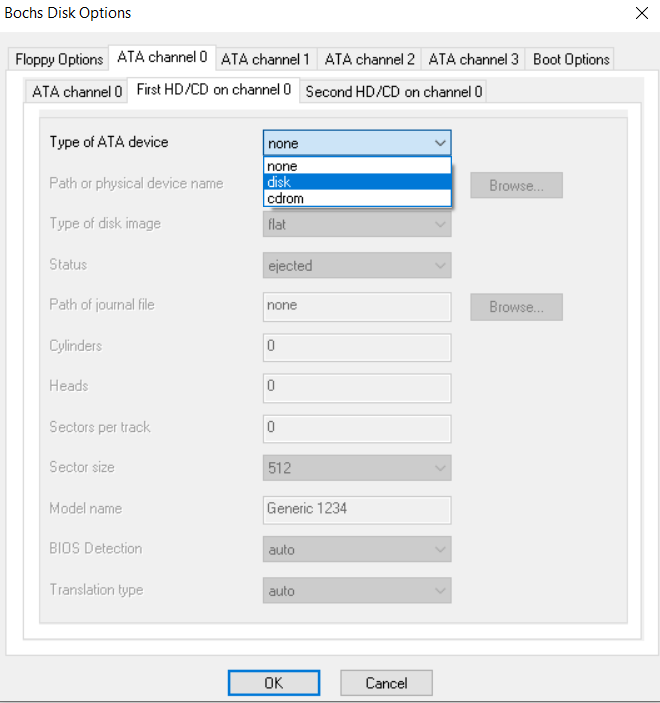 Bochs Disk Options
Floppy Options ATA channel 0 ATA channel 1 ATA channel 2 ATA channel 3 Boot Options
ATA channel 0 First HD/CD on channel 0 Second HD/CD on channel 0
Type of ATA device none
none
disk
cdrom
Path or physical device name Browse...
Type of disk image flat
Status ejected
Path of journal file none Browse...
Cylinders 0
Heads 0
Sectors per track 0
Sector size 512
Model name Generic 1234
BIOS Detection auto
Translation type auto
OK Cancel